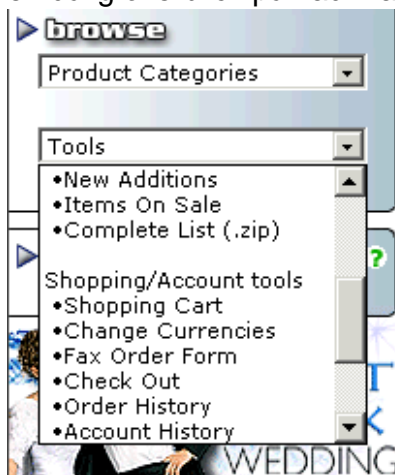 browse
Product Categories
Tools
•New Additions
•Items On Sale
•Complete List (.zip)
?
Shopping/Account tools
•Shopping Cart
•Change Currencies
•Fax Order Form
•Check Out
•Order History
•Account History
WEDDING